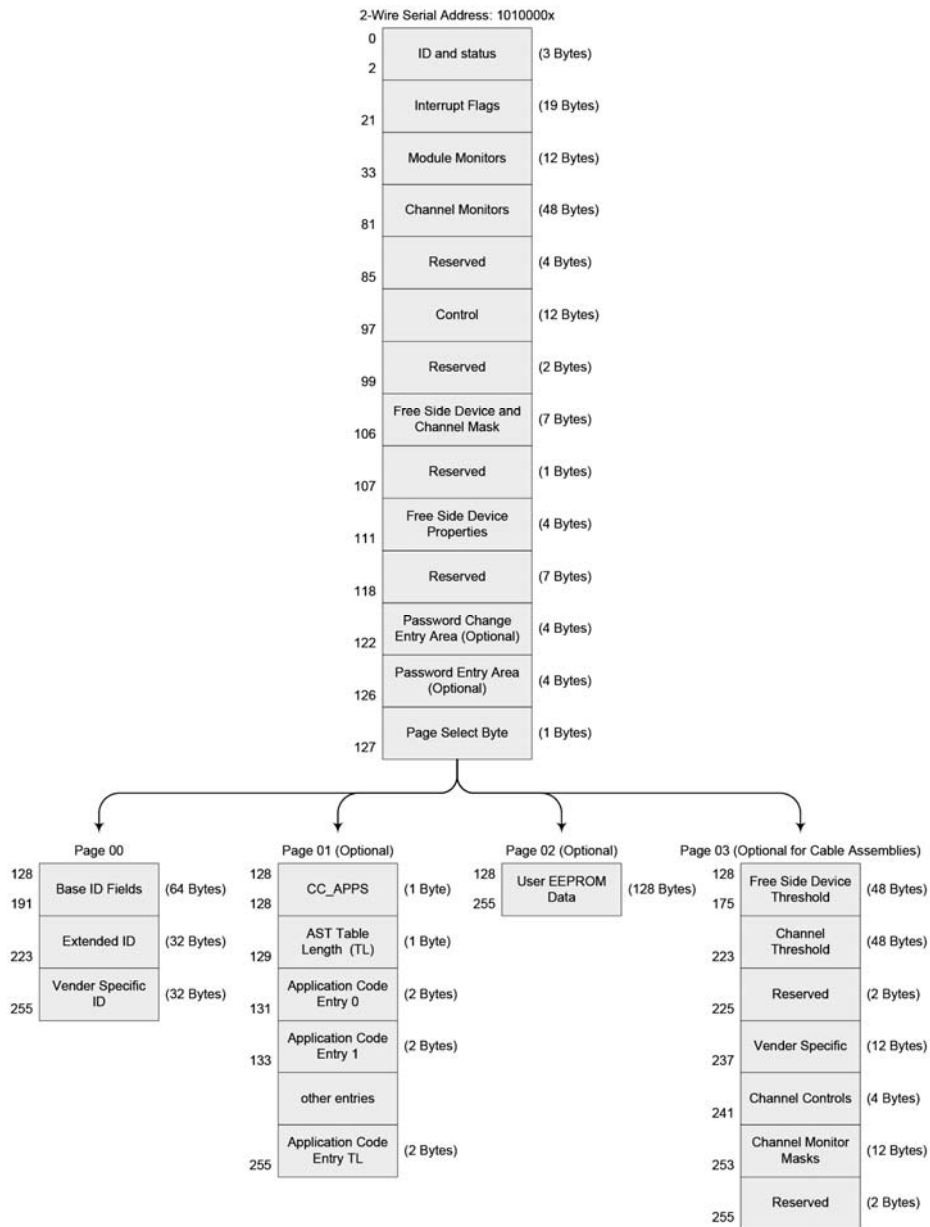 2-Wire Serial Address: 1010000x
0
ID and status (3 Bytes)
2
Interrupt Flags (19 Bytes)
21
Module Monitors (12 Bytes)
33
Channel Monitors (48 Bytes)
81
Reserved (4 Bytes)
85
Control (12 Bytes)
97
Reserved (2 Bytes)
99
Free Side Device and
Channel Mask (7 Bytes)
106
Reserved (1 Bytes)
107
Free Side Device
Properties (4 Bytes)
111
Reserved (7 Bytes)
118
Password Change
Entry Area (Optional) (4 Bytes)
122
Password Entry Area
(Optional) (4 Bytes)
126
Page Select Byte (1 Bytes)
127
Page 00
128
Base ID Fields (64 Bytes)
191
Extended ID (32 Bytes)
223
Vender Specific
ID (32 Bytes)
255
Page 01 (Optional)
128
CC_APPS (1 Byte)
128
AST Table
Length (TL) (1 Byte)
129
Application Code
Entry 0 (2 Bytes)
131
Application Code
Entry 1 (2 Bytes)
133
other entries
Application Code
Entry TL (2 Bytes)
255
Page 02 (Optional)
128
User EEPROM
Data (128 Bytes)
255
Page 03 (Optional for Cable Assemblies)
128
Free Side Device
Threshold (48 Bytes)
175
Channel
Threshold (48 Bytes)
223
Reserved (2 Bytes)
225
Vender Specific (12 Bytes)
237
Channel Controls (4 Bytes)
241
Channel Monitor
Masks (12 Bytes)
253
Reserved (2 Bytes)
255